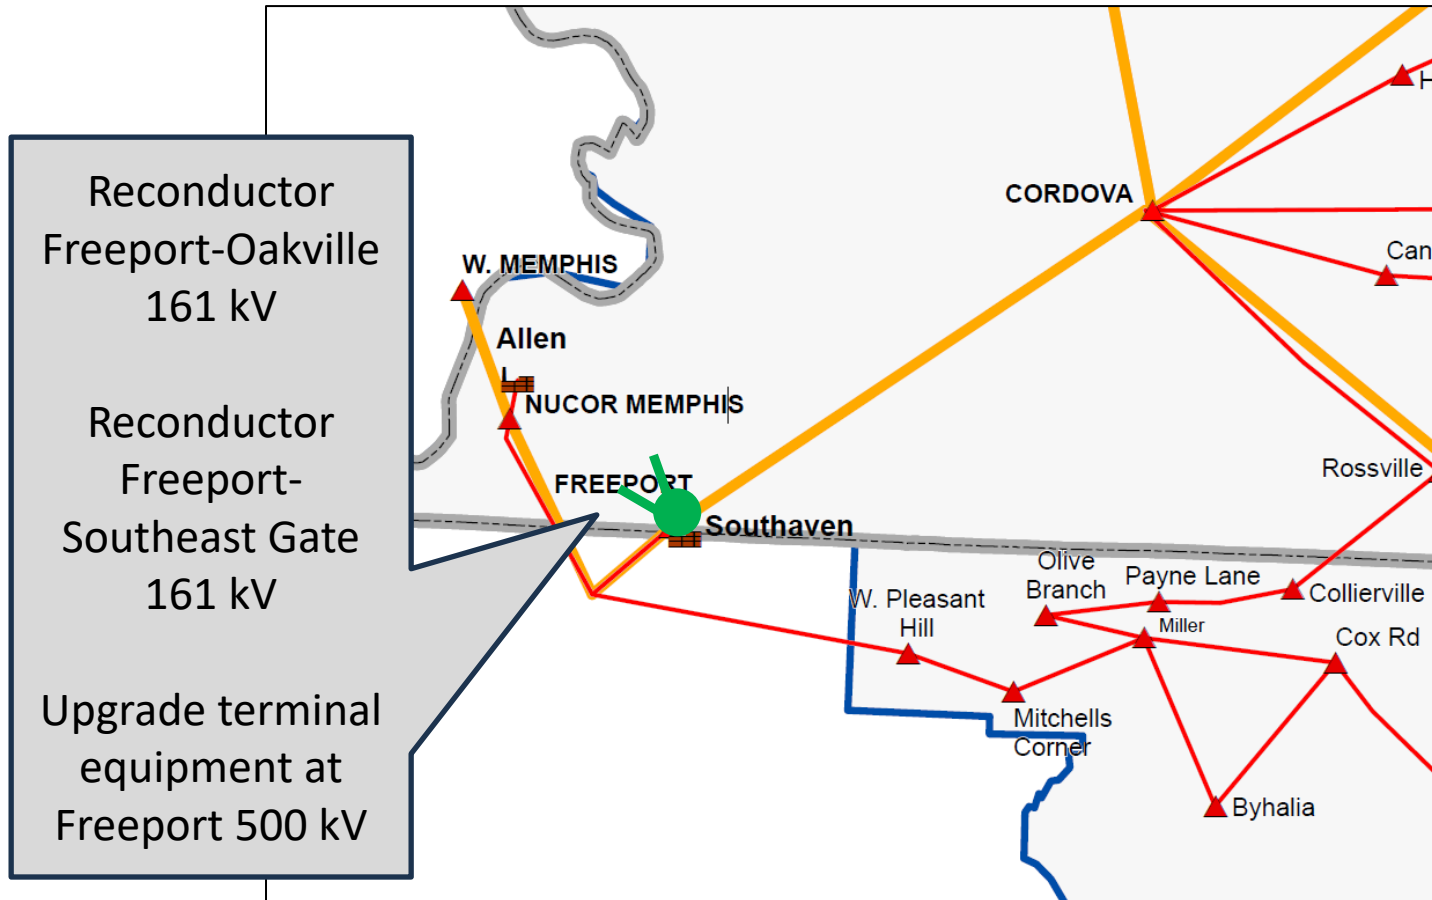 Reconductor
Freeport-Oakville
161 kV
Reconductor
Freeport-
Southeast Gate
161 kV
Upgrade terminal
equipment at
Freeport 500 kV
CORDOVA
H
Can
W. MEMPHIS
Allen
NUCOR MEMPHIS
FREEPORT
Southaven
Rossville
Olive
Branch
Payne Lane
Collierville
W. Pleasant
Hill
Miller
Cox Rd
Mitchells
Corner
Byhalia